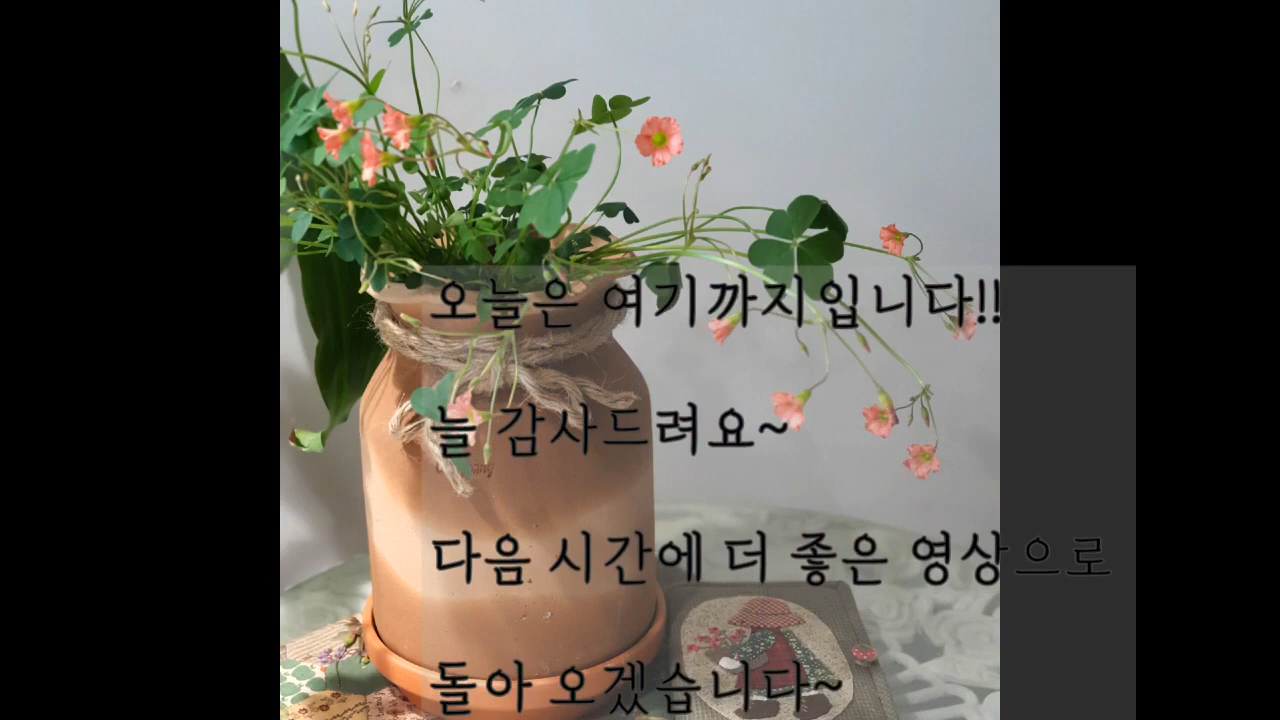 오늘은 여기까지입니다!!
늘 감사드려요~
다음 시간에 더 좋은 영상으로
돌아 오겠습니다~